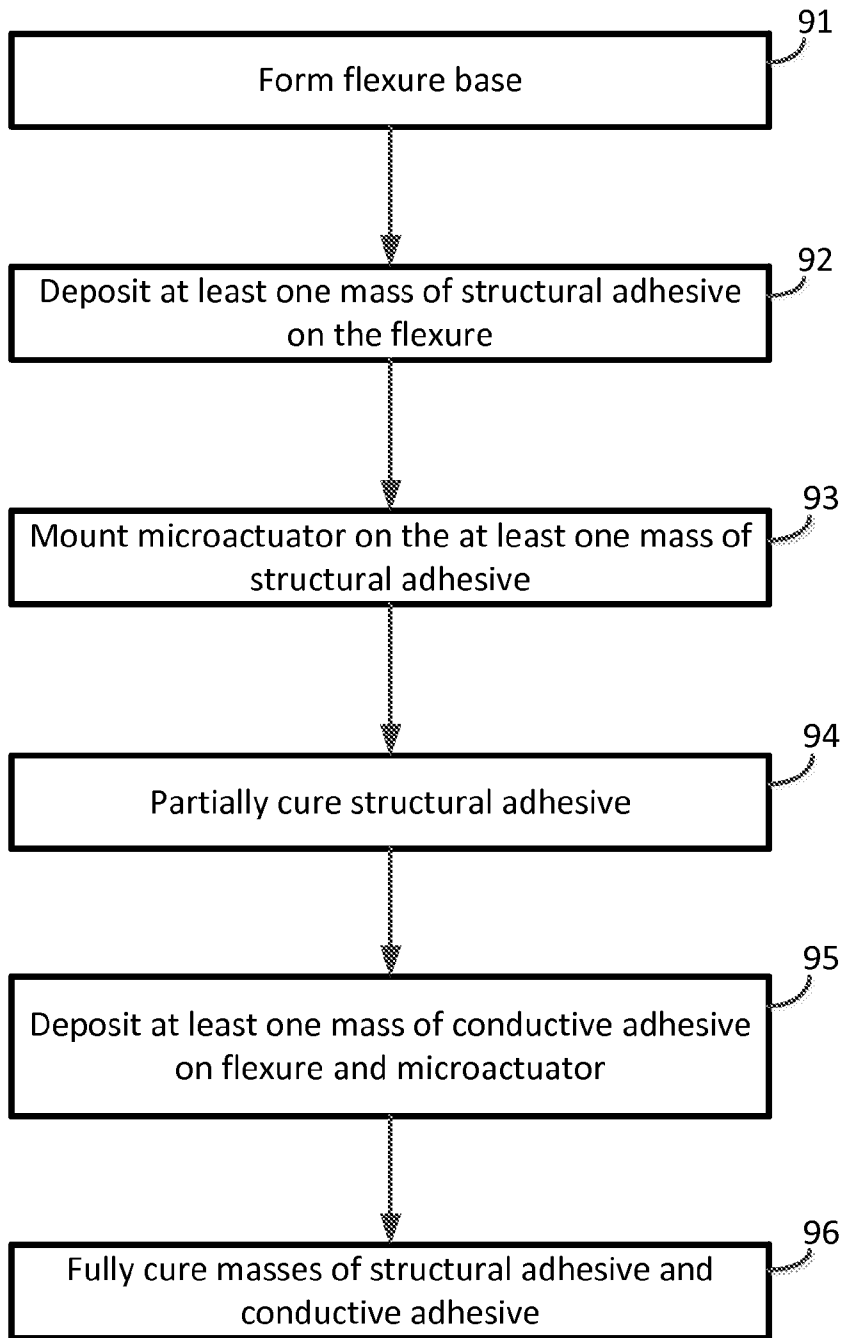 91
Form flexure base
92
Deposit at least one mass of structural adhesive
on the flexure
93
Mount microactuator on the at least one mass of
structural adhesive
94
Partially cure structural adhesive
95
Deposit at least one mass of conductive adhesive
on flexure and microactuator
96
Fully cure masses of structural adhesive and
conductive adhesive